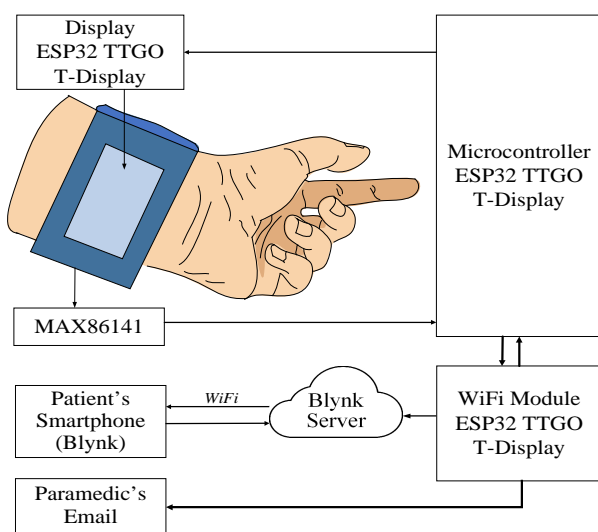 Display
ESP32 TTGO
T-Display
Microcontroller
ESP32 TTGO
T-Display
MAX86141
Patient's
Smartphone
(Blynk)
WiFi
Blynk
Server
WiFi Module
ESP32 TTGO
T-Display
Paramedic's
Email